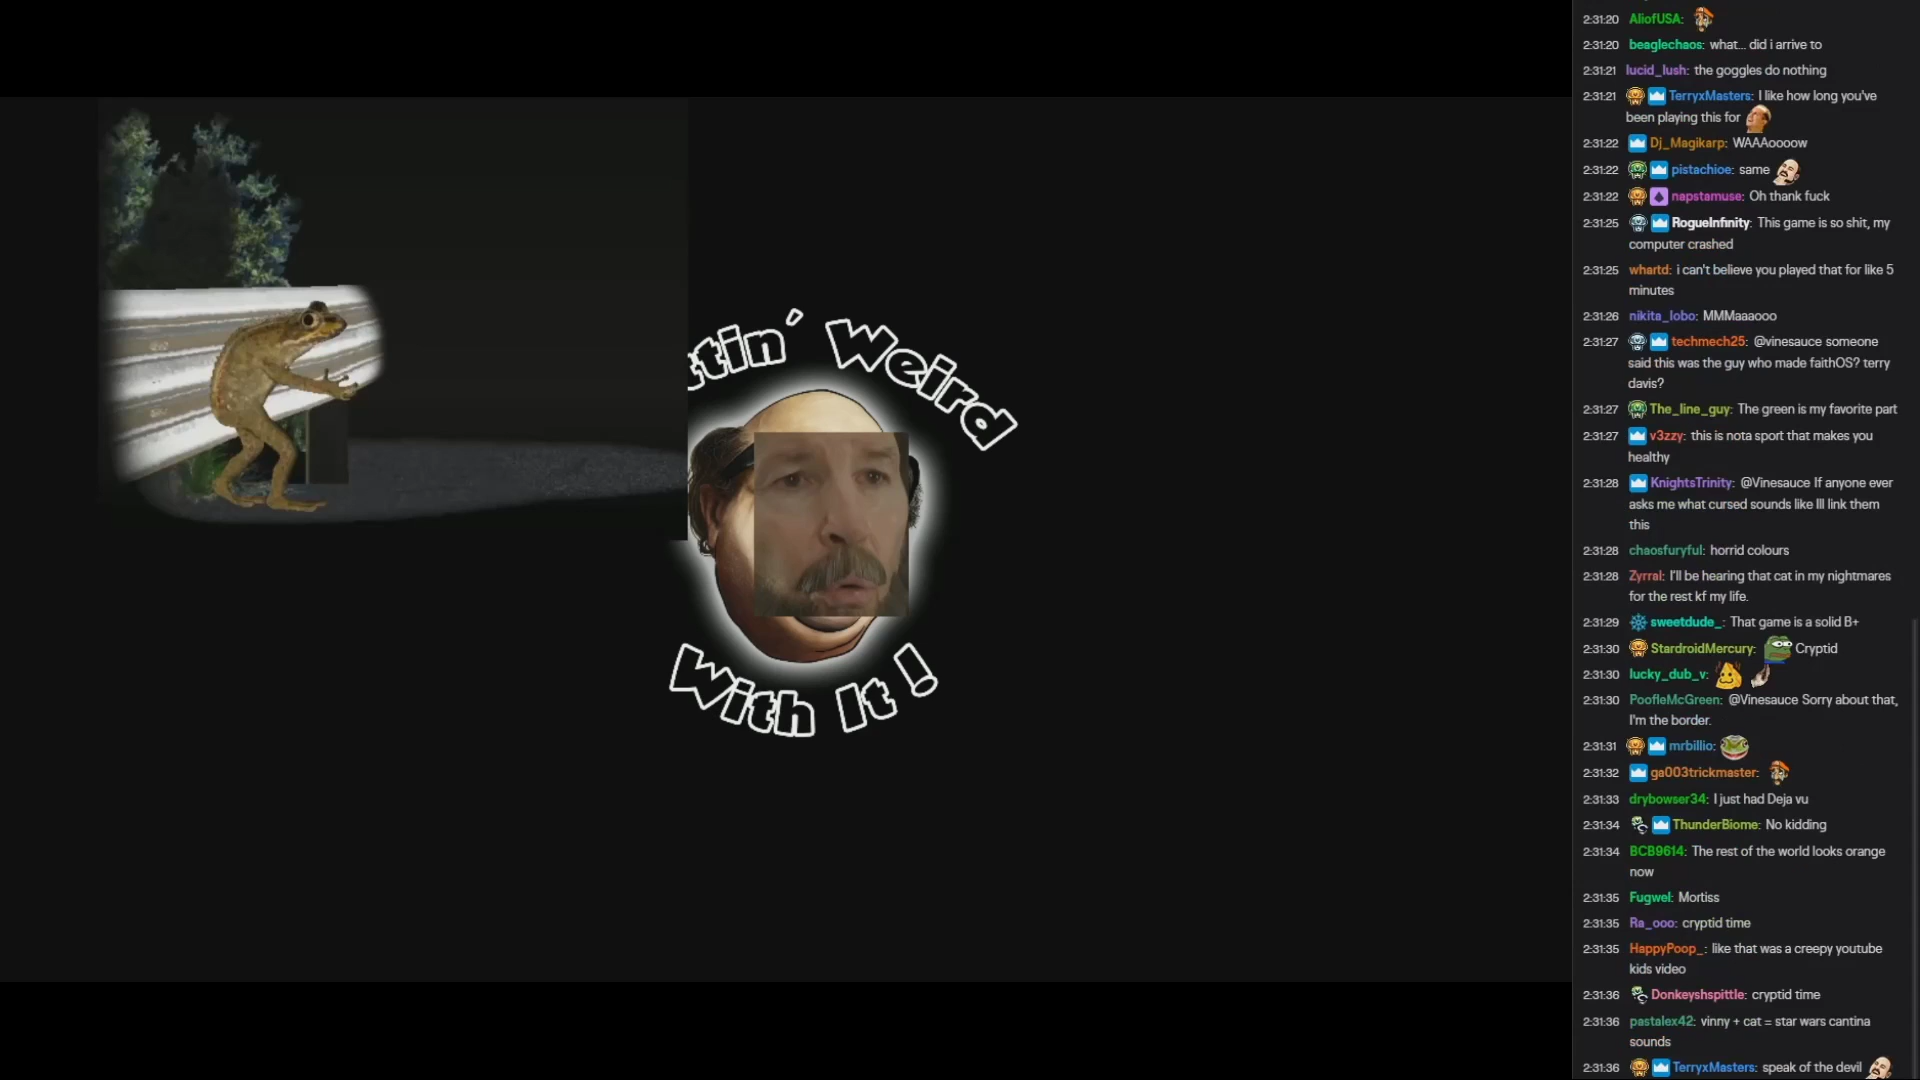 ttin' Weird
With It !
2:31:20 AliofUSA:
2:31:20 beaglechaos: what... did i arrive to
2:31:21 lucid_lush: the goggles do nothing
2:31:21 TerryxMasters: I like how long you've
been playing this for
2:31:22 Dj_Magikarp: WAAAoooow
2:31:22 pistachioe: same
2:31:22 napstamuse: Oh thank fuck
2:31:25 RogueInfinity: This game is so shit, my
computer crashed
2:31:25 whartd: i can't believe you played that for like 5
minutes
2:31:26 nikita_lobo: MMMaaaooo
2:31:27 techmech25: @vinesauce someone
said this was the guy who made faithOS? terry
davis?
2:31:27 The_line_guy: The green is my favorite part
2:31:27 v3zzy: this is nota sport that makes you
healthy
2:31:28 KnightsTrinity: @Vinesauce If anyone ever
asks me what cursed sounds like Ill link them
this
2:31:28 chaosfuryful: horrid colours
2:31:28 Zyrral: I'll be hearing that cat in my nightmares
for the rest kf my life.
2:31:29 sweetdude_: That game is a solid B+
2:31:30 StardroidMercury: Cryptid
2:31:30 lucky_dub_v:
2:31:30 PoofleMcGreen: @Vinesauce Sorry about that,
I'm the border.
2:31:31 mrbillio:
2:31:32 ga003trickmaster:
2:31:33 drybowser34: I just had Deja vu
2:31:34 ThunderBiome: No kidding
2:31:34 BCB9614: The rest of the world looks orange
now
2:31:35 Fugwel: Mortiss
2:31:35 Ra_ooo: cryptid time
2:31:35 HappyPoop_: like that was a creepy youtube
kids video
2:31:36 Donkeyshspittle: cryptid time
2:31:36 pastalex42: vinny + cat = star wars cantina
sounds
2:31:36 TerryxMasters: speak of the devil